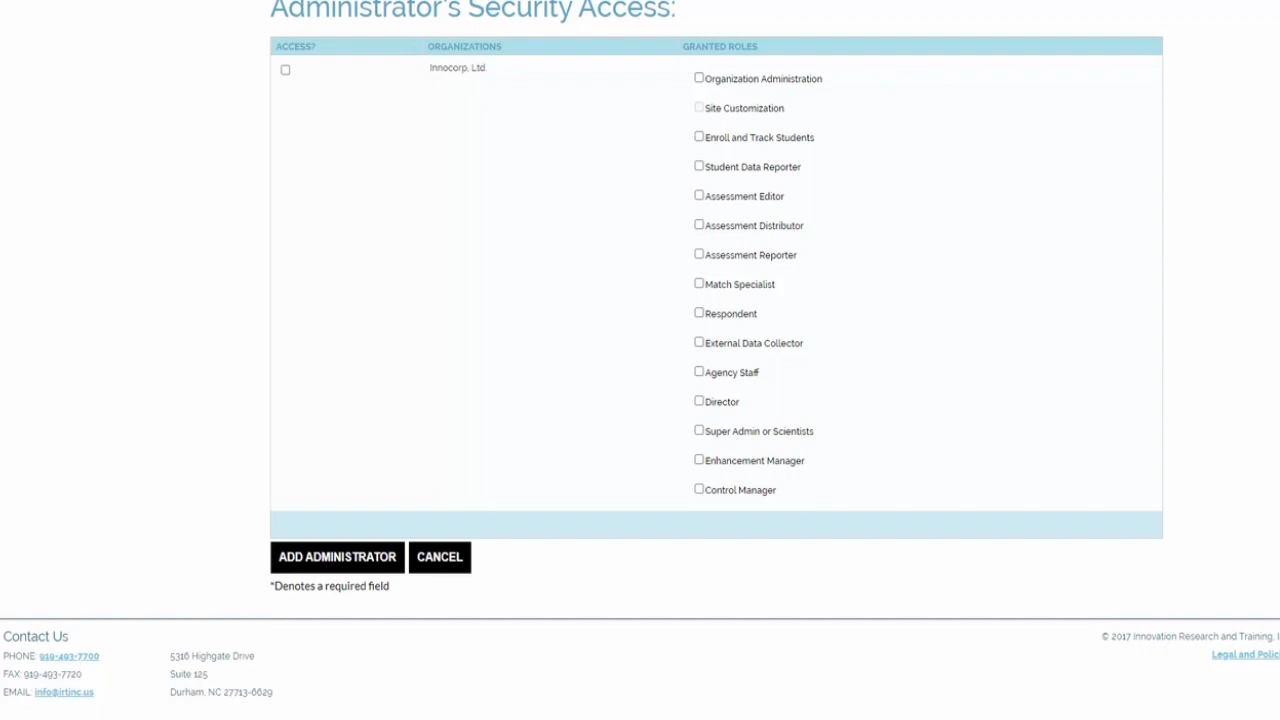 Administrator's Security Access:
ACCESS? ORGANIZATIONS GRANTED ROLES
Innocorp, Ltd
Organization Administration
Site Customization
Enroll and Track Students
Student Data Reporter
Assessment Editor
Assessment Distributor
Assessment Reporter
Match Specialist
Respondent
External Data Collector
Agency Staff
Director
Super Admin or Scientists
Enhancement Manager
Control Manager
ADD ADMINISTRATOR CANCEL
*Denotes a required field
Contact Us
PHONE: 919-493-7700
FAX: 919-493-7720
EMAIL: info@irtinc.us
5316 Highgate Drive
Suite 125
Durham, NC 27713-6629
© 2017 Innovation Research and Training, I
Legal and Polici